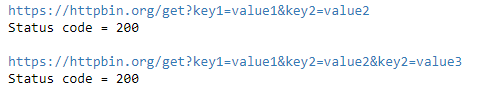 https://httpbin.org/get?key1=value1&key2=value2
Status code = 200
https://httpbin.org/get?key1=value1&key2=value2&key2=value3
Status code = 200